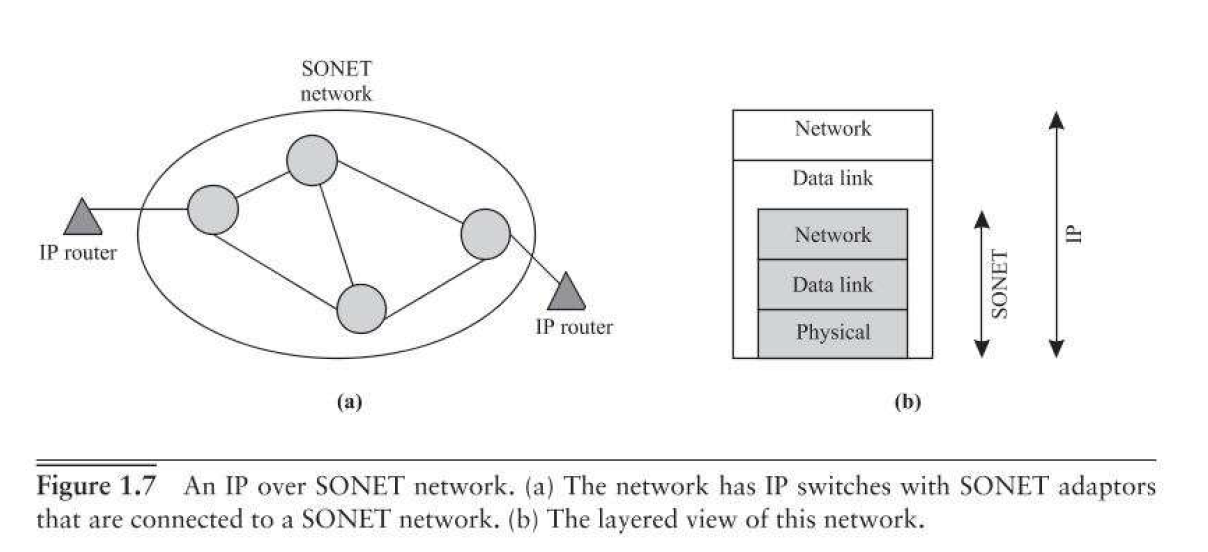 SONET
network
IP router
IP router
(a)
Network
Data link
Network
Data link
Physical
SONET
IP
(b)
Figure 1.7 An IP over SONET network. (a) The network has IP switches with SONET adaptors
that are connected to a SONET network. (b) The layered view of this network.